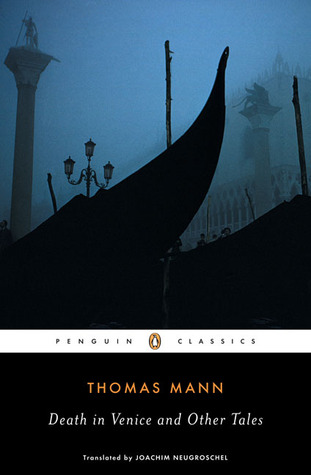 PENGUIN CLASSICS
THOMAS MANN
Death in Venice and Other Tales
Translated by JOACHIM NEUGROSCHEL